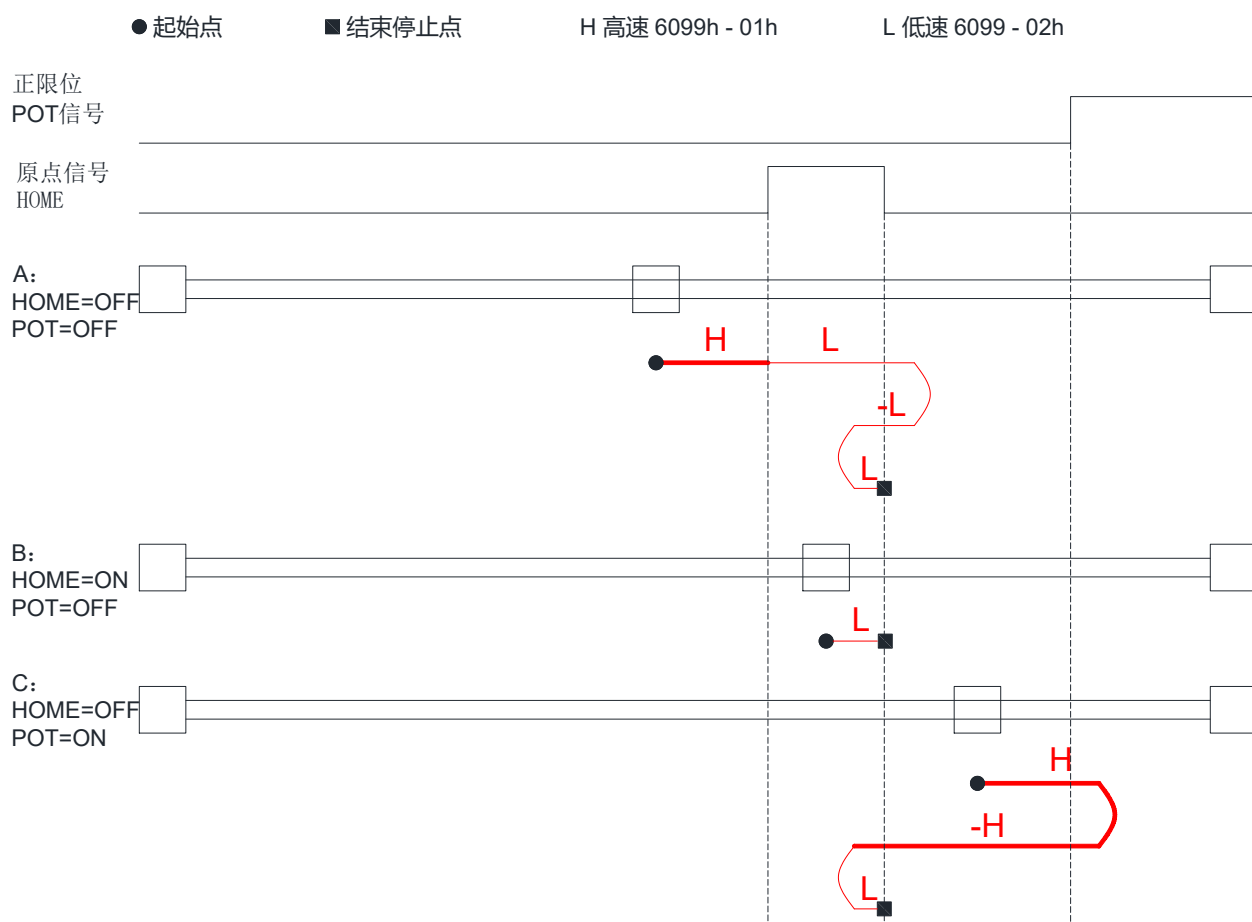 起始点 结束停止点 H 高速 6099h - 01h L 低速 6099 - 02h
正限位
POT信号
原点信号
HOME
A:
HOME=OFF
POT=OFF
H L
-L
L
B:
HOME=ON
POT=OFF
L
C:
HOME=OFF
POT=ON
H
-H
L